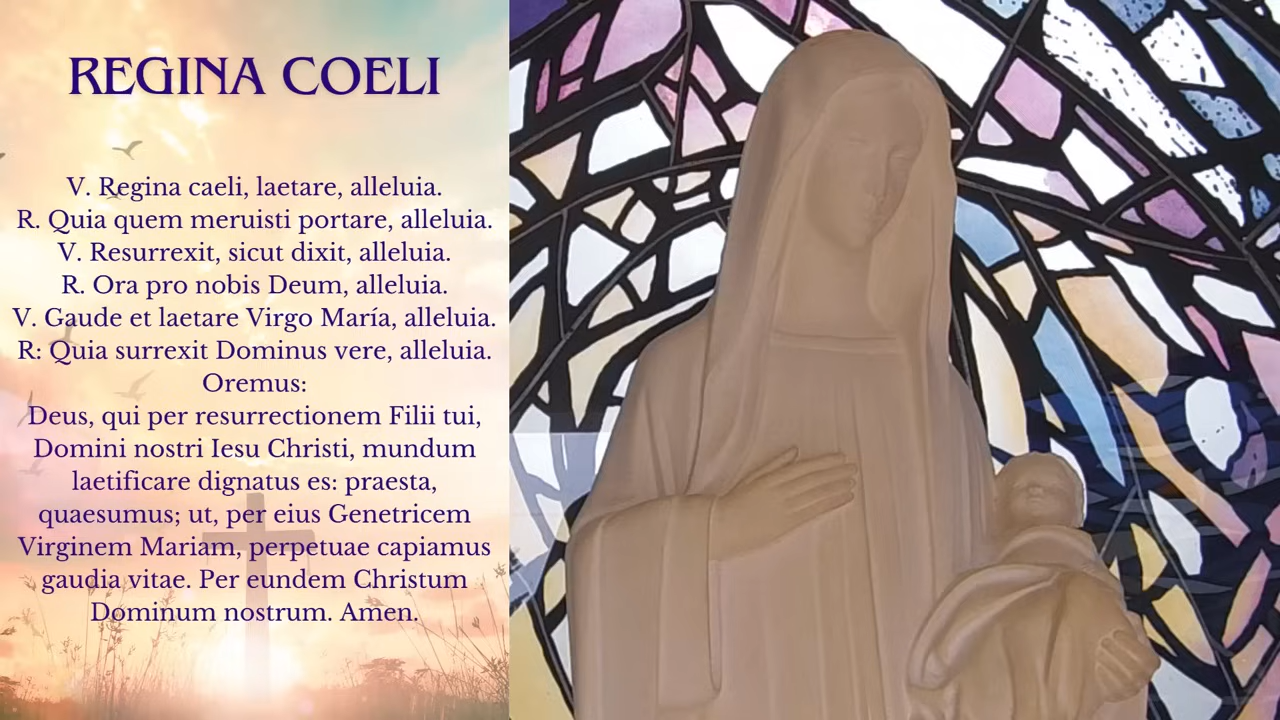 REGINA COELI
V. Regina caeli, laetare, alleluia.
R. Quia quem meruisti portare, alleluia.
V. Resurrexit, sicut dixit, alleluia.
R. Ora pro nobis Deum, alleluia.
V. Gaude et laetare Virgo María, alleluia.
R: Quia surrexit Dominus vere, alleluia.
Oremus:
Deus, qui per resurrectionem Filii tui,
Domini nostri Iesu Christi, mundum
laetificare dignatus es: praesta,
quaesumus; ut, per eius Genetricem
Virginem Mariam, perpetuae capiamus
gaudia vitae. Per eundem Christum
Dominum nostrum. Amen.